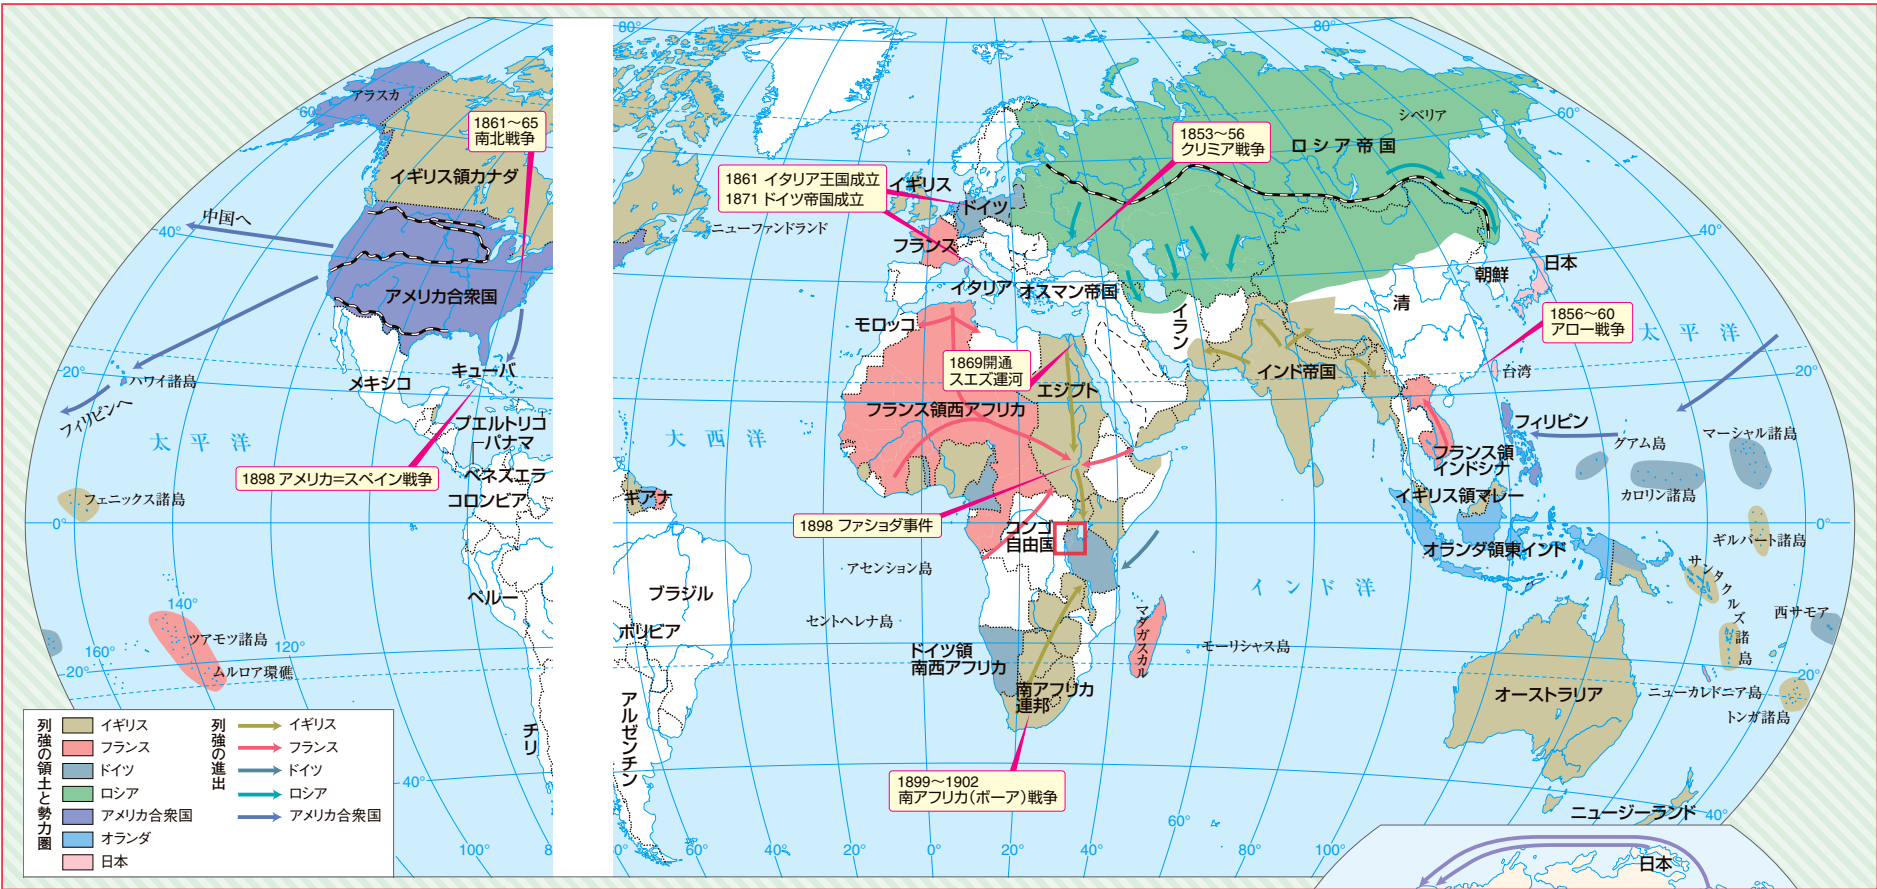 80°
80°
アラスカ
60°
シベリア
60°
1861〜65
南北戦争
1853〜56
クリミア戦争
ロシア帝国
イギリス領カナダ
1861 イタリア王国成立
1871 ドイツ帝国成立
イギリス
ドイツ
中国へ
40°
ニューファンドランド
フランス
40°
日本
朝鮮
アメリカ合衆国
イタリア
オスマン帝国
清
イラン
モロッコ
1856〜60
アロー戦争
太平洋
1869開通
スエズ運河
20°
ハワイ諸島
キューバ
メキシコ
エジプト
インド帝国
台湾
20°
フィリピンへ
太平洋
プエルトリコ
パナマ
大西洋
フランス領西アフリカ
フィリピン
グアム島
マーシャル諸島
フランス領
インドシナ
1898 アメリカ=スペイン戦争
ベネズエラ
コロンビア
ギアナ
フェニックス諸島
イギリス領マレー
カロリン諸島
0°
1898 ファショダ事件
コンゴ
自由国
0°
ギルバート諸島
オランダ領東インド
アセンション島
インド洋
サンタクルズ諸島
ペルー
ブラジル
140°
マダガスカル
西サモア
セントヘレナ島
ボリビア
ツアモツ諸島
120°
160°
20°
ムルロア環礁
ドイツ領
南西アフリカ
モーリシャス島
20°
南アフリカ
連邦
オーストラリア
ニューカレドニア島
トンガ諸島
アルゼンチン
チリ
列強の領土と勢力圏
イギリス
フランス
ドイツ
ロシア
アメリカ合衆国
オランダ
日本
列強の進出
イギリス
フランス
ドイツ
ロシア
アメリカ合衆国
40°
1899〜1902
南アフリカ(ボーア)戦争
ニュージーランド
40°
60°
100°
8
0°
60°
40°
20°
0°
20°
40°
80°
100°
日本